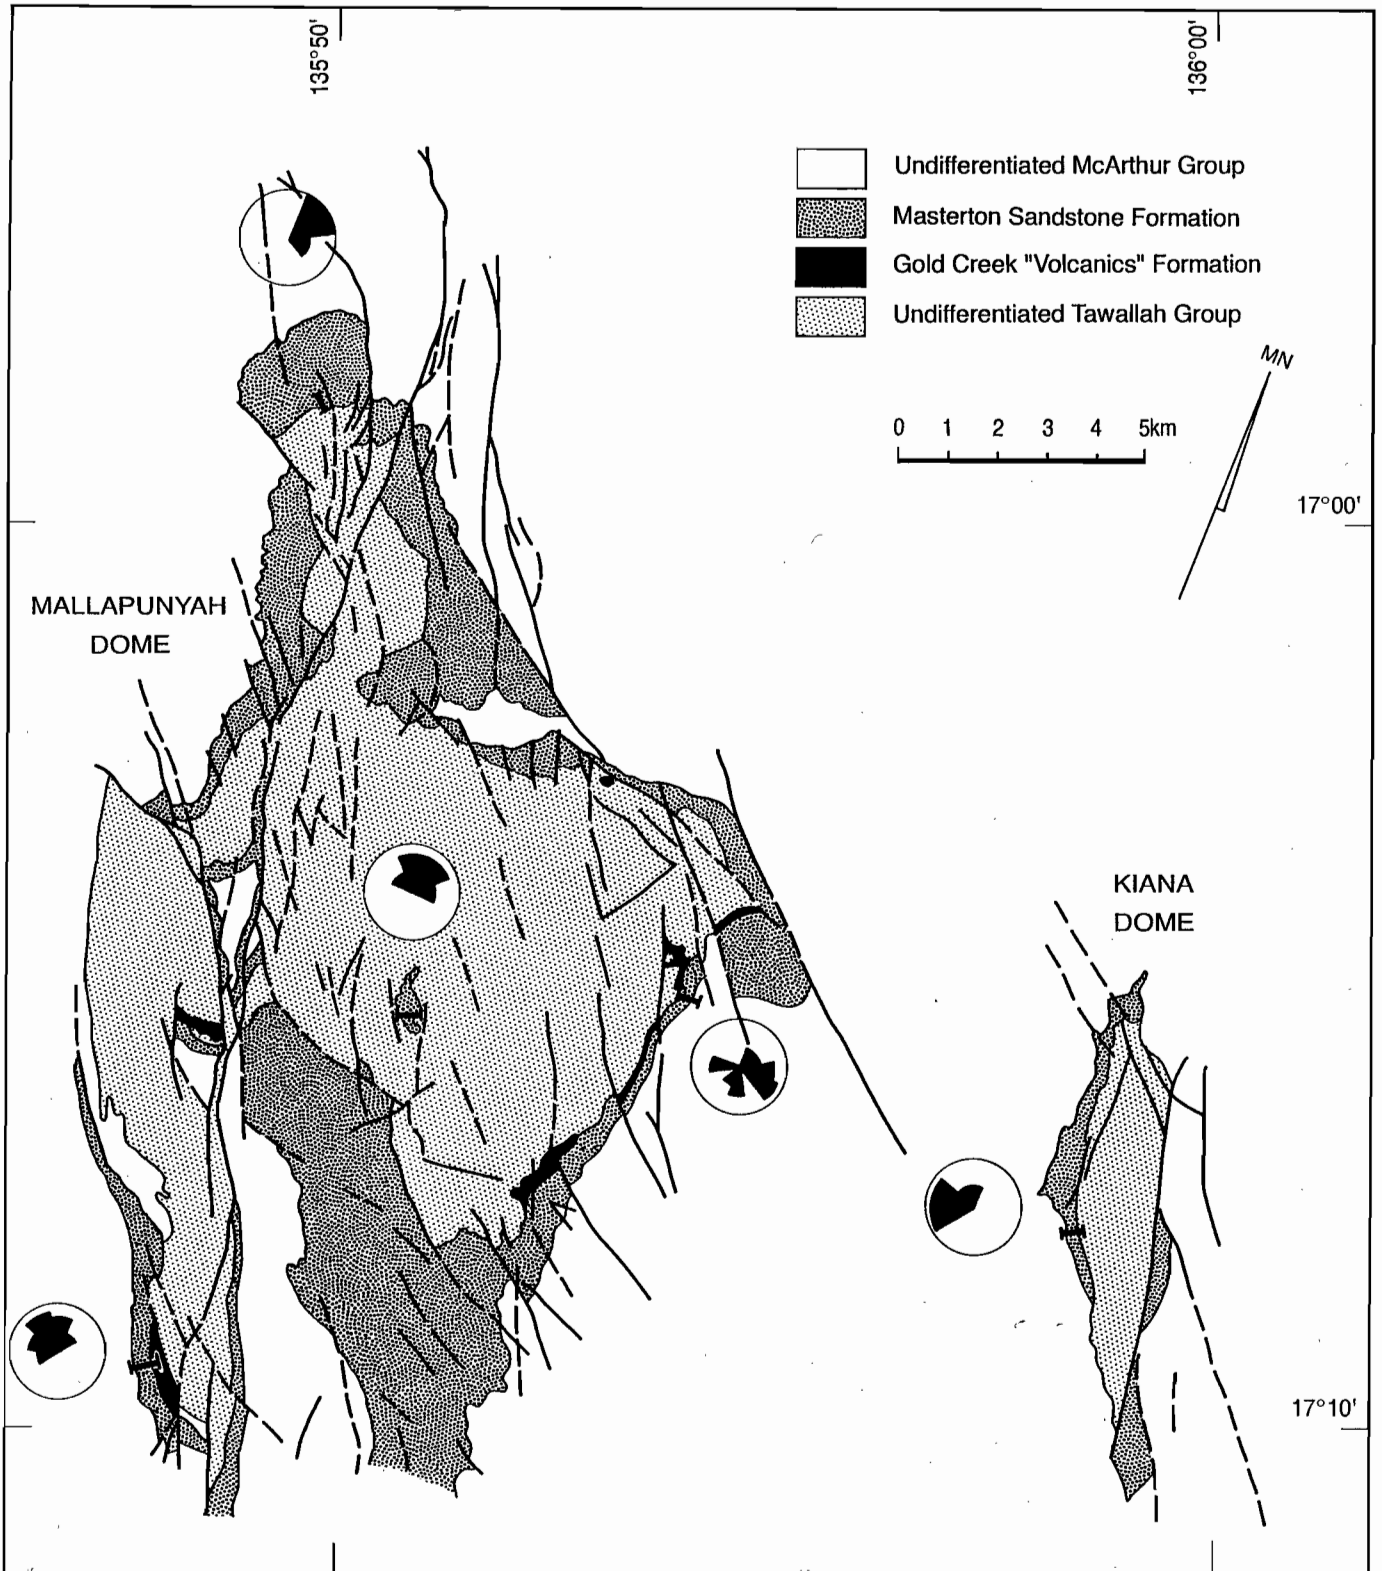 135°50'
136°00'
Undifferentiated McArthur Group
Masterton Sandstone Formation
Gold Creek "Volcanics" Formation
Undifferentiated Tawallah Group
MN
0 1 2 3 4 5km
17°00'
MALLAPUNYAH
DOME
KIANA
DOME
17°10'